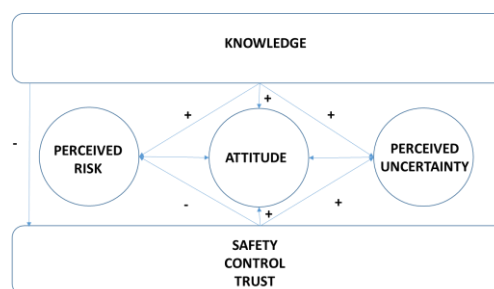 KNOWLEDGE
+
+
+
-
PERCEIVED
RISK
ATTITUDE
PERCEIVED
UNCERTAINTY
-
+
+
SAFETY
CONTROL
TRUST